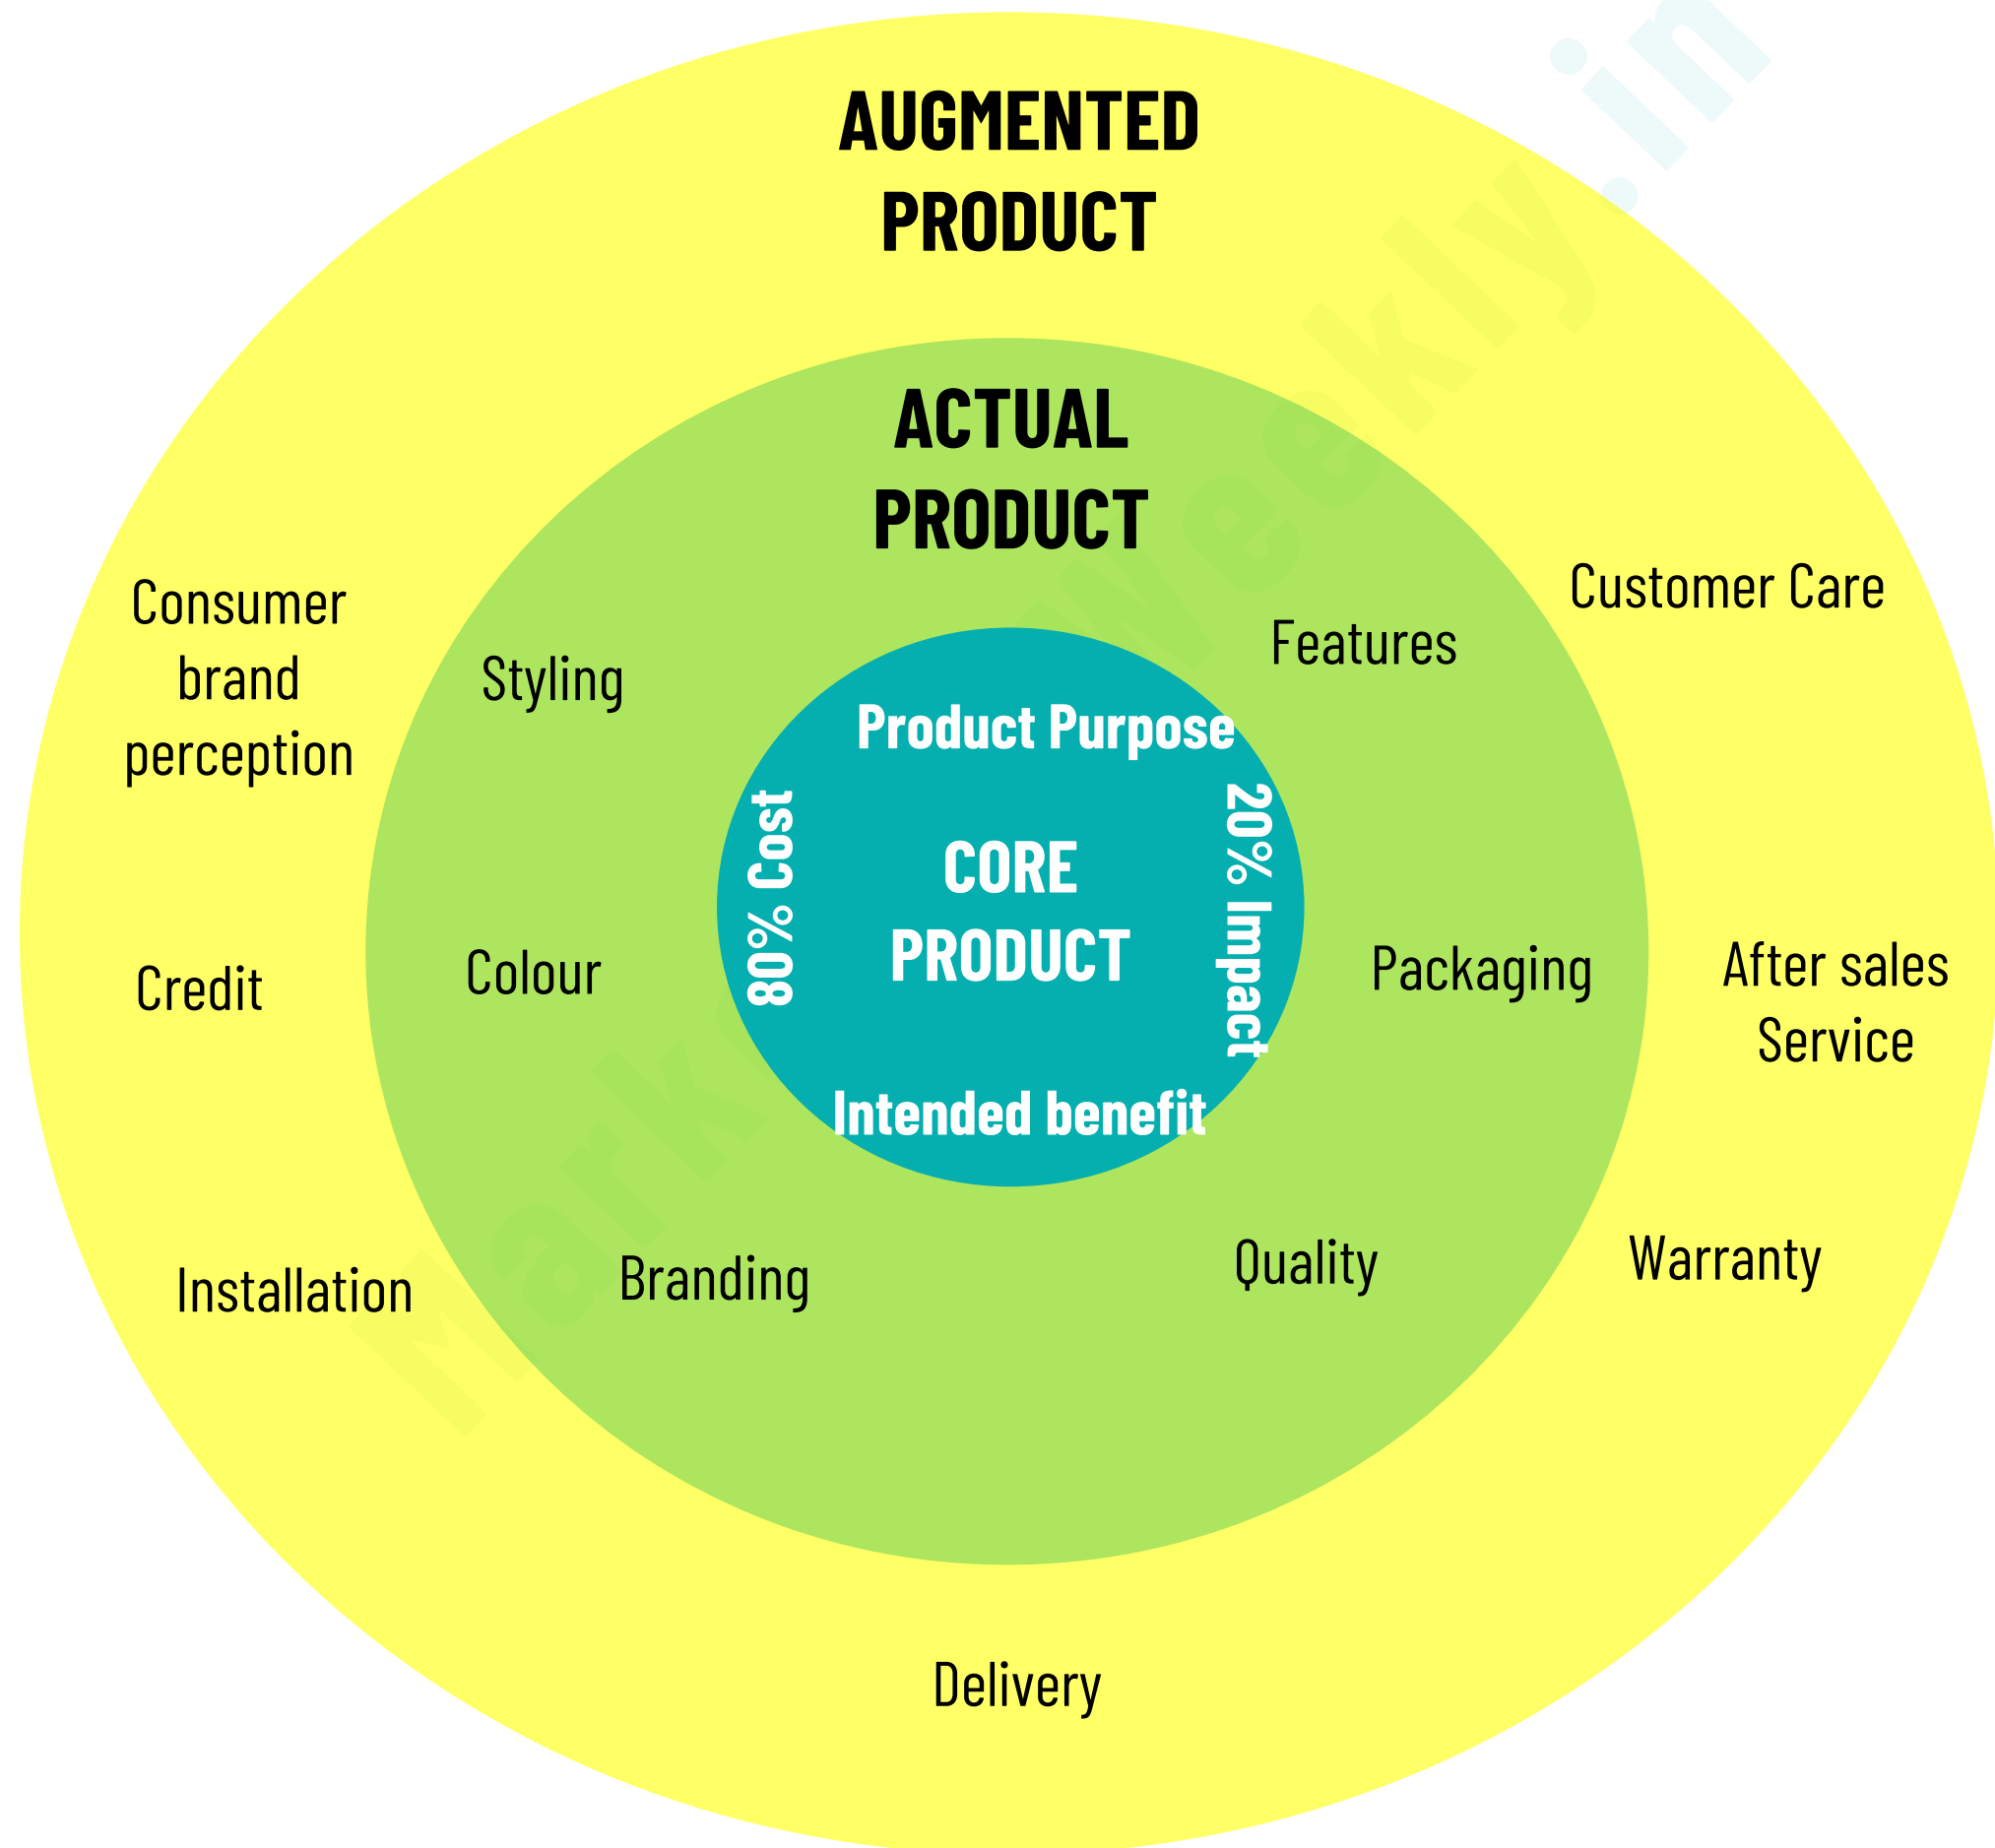 AUGMENTED
PRODUCT
ACTUAL
PRODUCT
Consumer
brand
perception
Styling
Features
Customer Care
Product Purpose
80% Cost
CORE
PRODUCT
20% Impact
Intended benefit
Credit
Colour
Packaging
After sales
Service
Installation
Branding
Quality
Warranty
Delivery